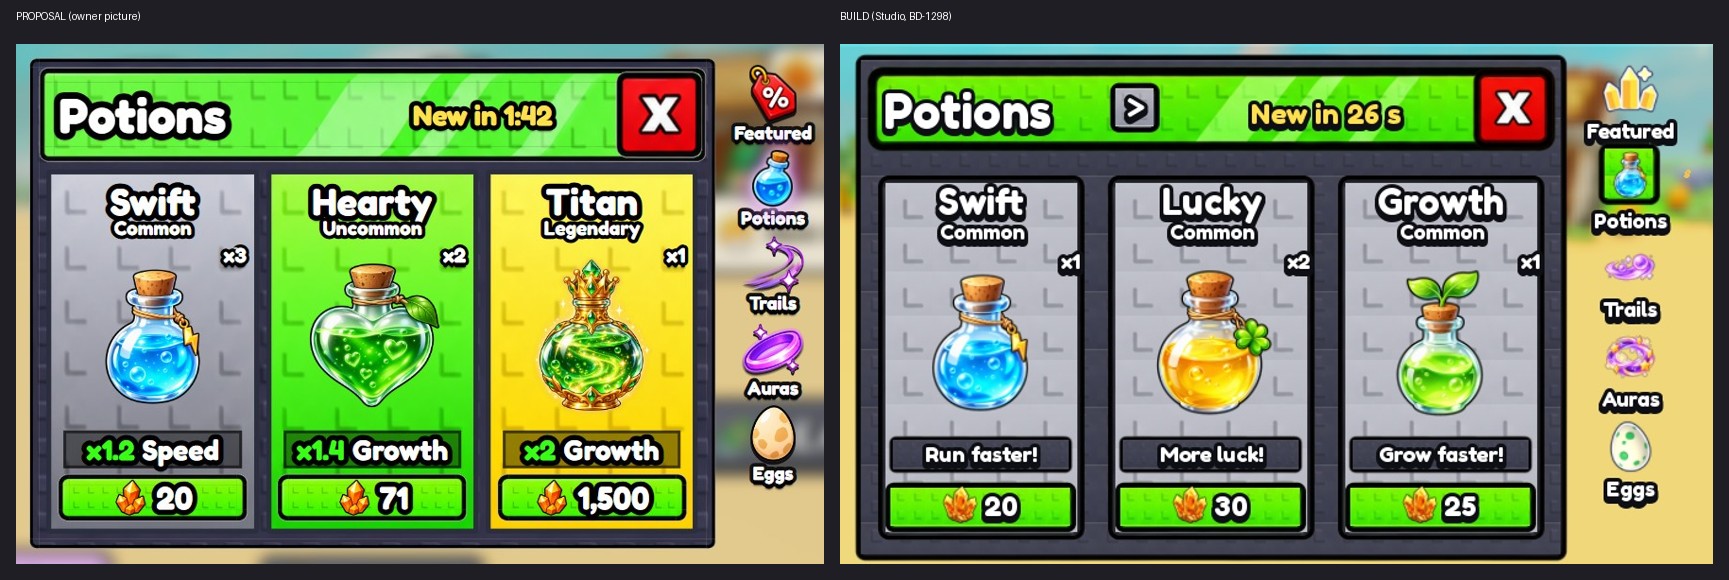 PROPOSAL (owner picture)
Potions
New in 1:42
X
Swift
Common
x3
x1.2 Speed
20
Hearty
Uncommon
x2
x1.4 Growth
71
Titan
Legendary
x1
x2 Growth
1,500
%
Featured
Potions
Trails
Auras
Eggs
BUILD (Studio, BD-1298)
Potions
>
New in 26 s
X
Swift
Common
x1
Run faster!
20
Lucky
Common
x2
More luck!
30
Growth
Common
x1
Grow faster!
25
Featured
Potions
Trails
Auras
Eggs